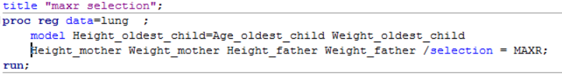 title "maxr selection";
proc reg data=lung  ;
model Height_oldest_child=Age_oldest_child Weight_oldest_child
Height_mother Weight_mother Height_father Weight_father /selection = MAXR;
run;